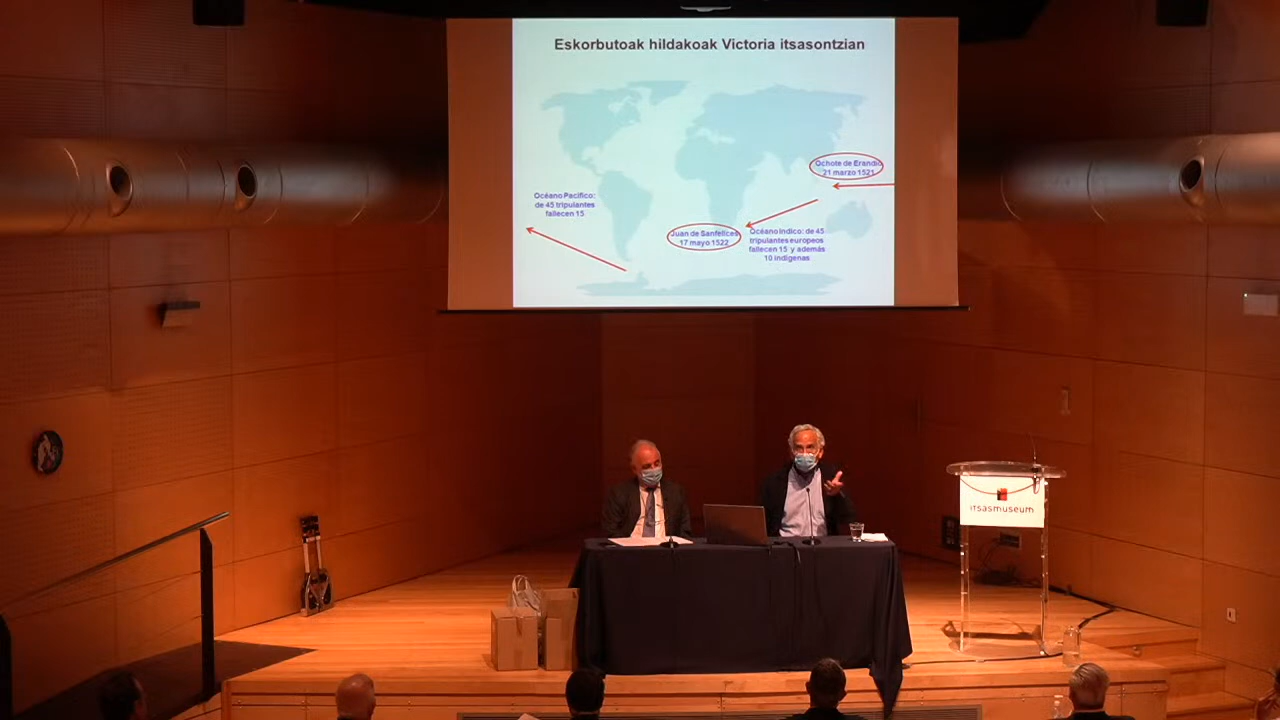 Eskorbutoak hildakoak Victoria itsasontzian
Ochote de Erandio
21 marzo 1521
Océano Pacífico:
de 45 tripulantes
fallecen 15
Juan de Sanfelices
17 mayo 1522
Océano Indico: de 45
tripulantes europeos
fallecen 15 y además
10 indígenas
itsasmuseum